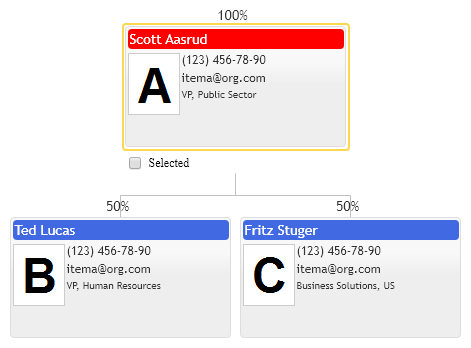 100%
Scott Aasrud
A
(123) 456-78-90
itema@org.com
VP, Public Sector
Selected
50%
50%
Ted Lucas
B
(123) 456-78-90
itema@org.com
VP, Human Resources
Fritz Stuger
C
(123) 456-78-90
itema@org.com
Business Solutions, US